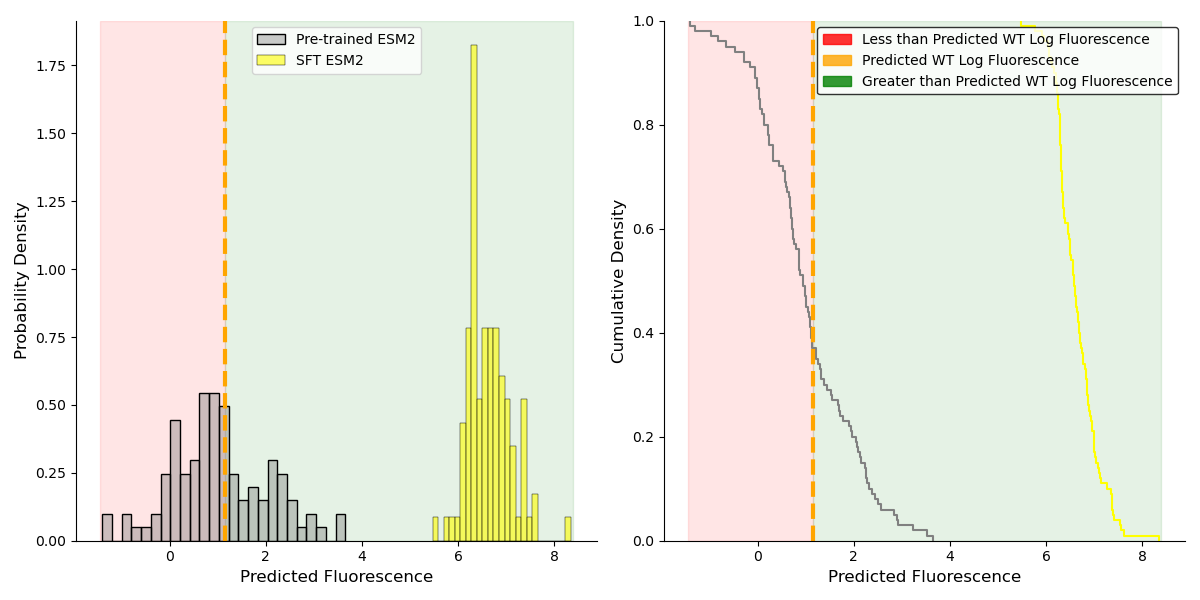 Pre-trained ESM2
SFT ESM2
Probability Density
1.75
1.50
1.25
1.00
0.75
0.50
0.25
0.00
0
2
4
6
8
Predicted Fluorescence
Less than Predicted WT Log Fluorescence
Predicted WT Log Fluorescence
Greater than Predicted WT Log Fluorescence
Cumulative Density
1.0
0.8
0.6
0.4
0.2
0.0
0
2
4
6
8
Predicted Fluorescence